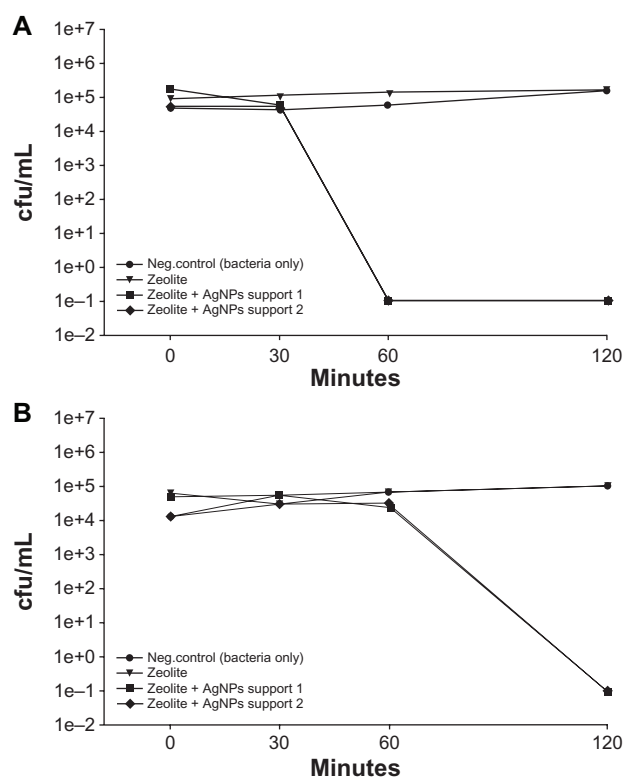 A
1e+7
1e+6
1e+5
1e+4
1e+3
1e+2
1e+1
1e+0
1e–1
1e–2
cfu/mL
Neg.control (bacteria only)
Zeolite
Zeolite + AgNPs support 1
Zeolite + AgNPs support 2
0 30 60 120
Minutes
B
1e+7
1e+6
1e+5
1e+4
1e+3
1e+2
1e+1
1e+0
1e–1
1e–2
cfu/mL
Neg.control (bacteria only)
Zeolite
Zeolite + AgNPs support 1
Zeolite + AgNPs support 2
0 30 60 120
Minutes